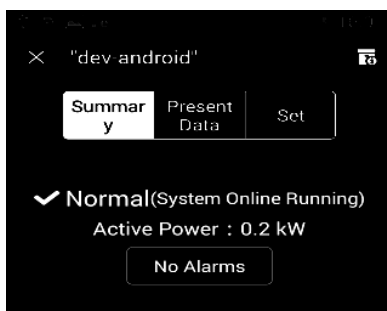 "dev-android"
Summar
y
Present
Data
Set
Normal(System Online Running)
Active Power : 0.2 kW
No Alarms